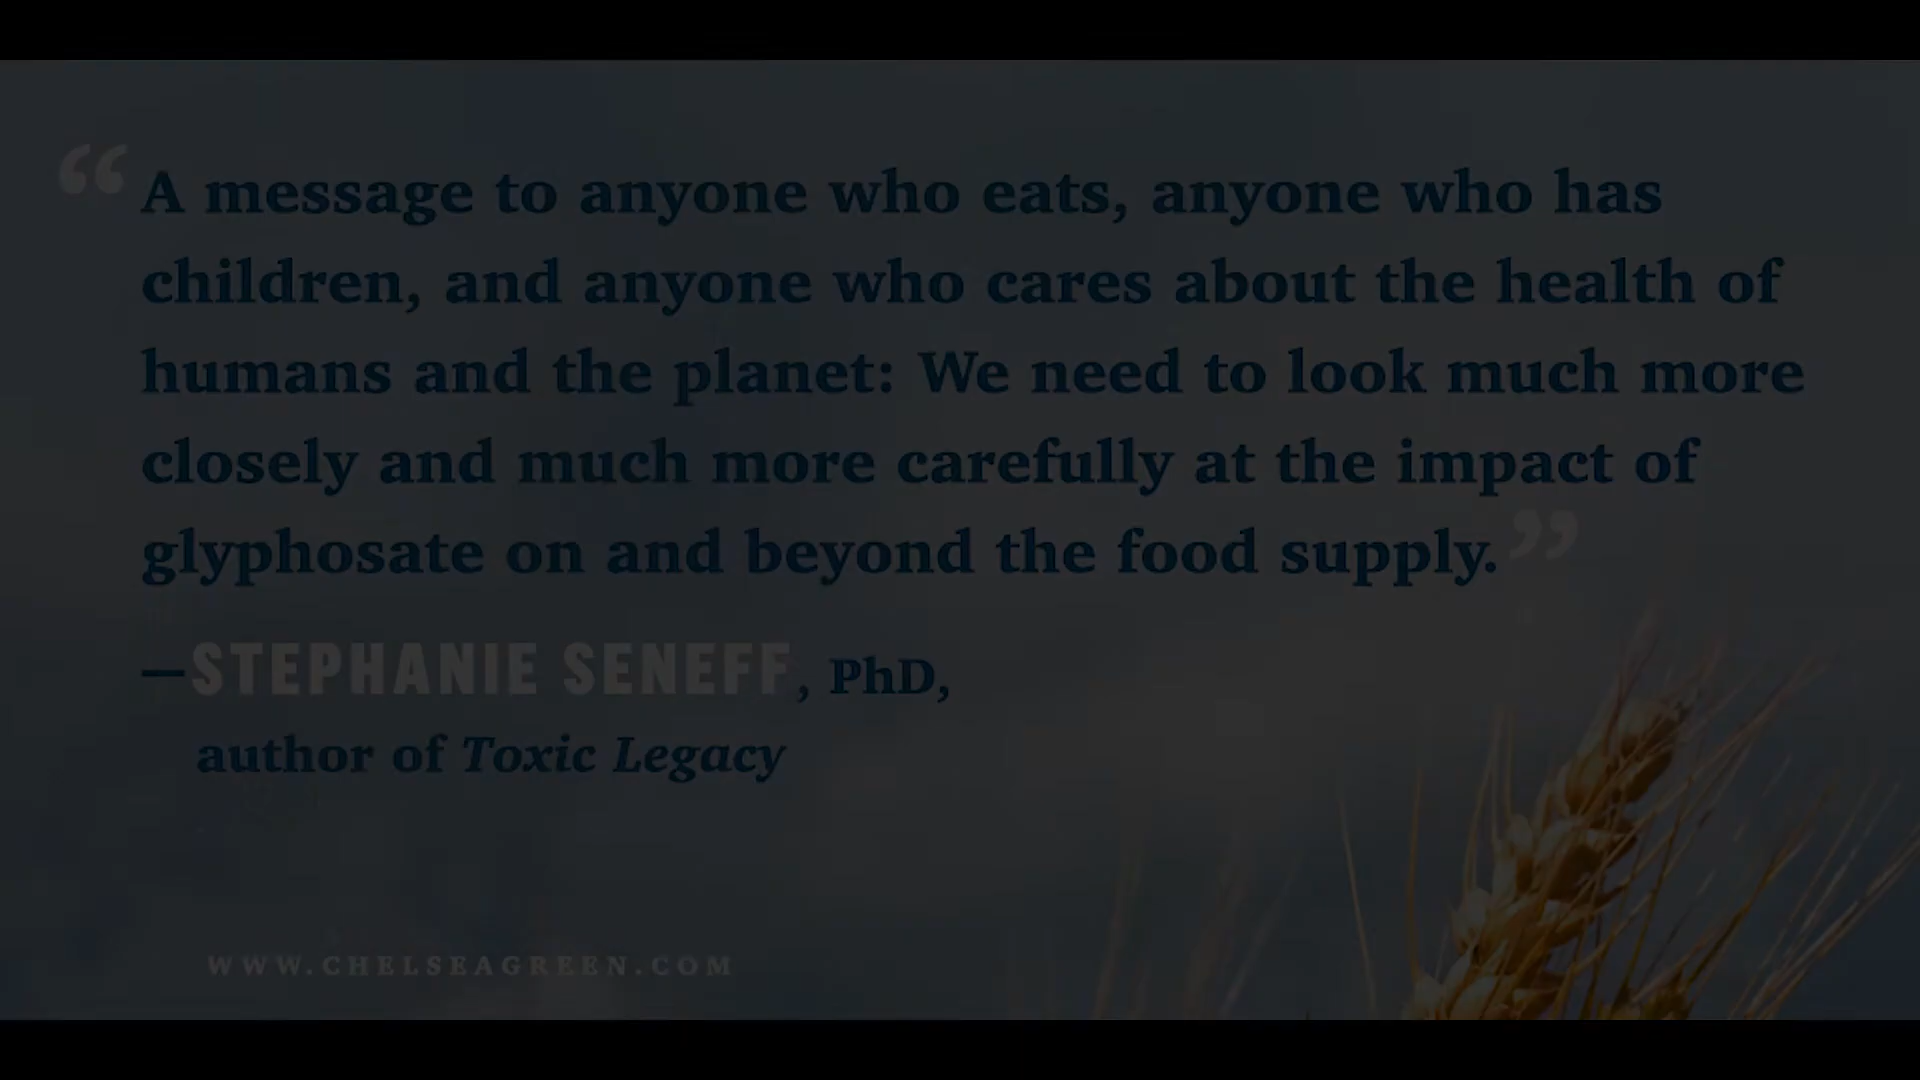 “A message to anyone who eats, anyone who has
children, and anyone who cares about the health of
humans and the planet: We need to look much more
closely and much more carefully at the impact of
glyphosate on and beyond the food supply.”
—STEPHANIE SENEFF, PhD,
author of Toxic Legacy
WWW.CHELSEAGREEN.COM